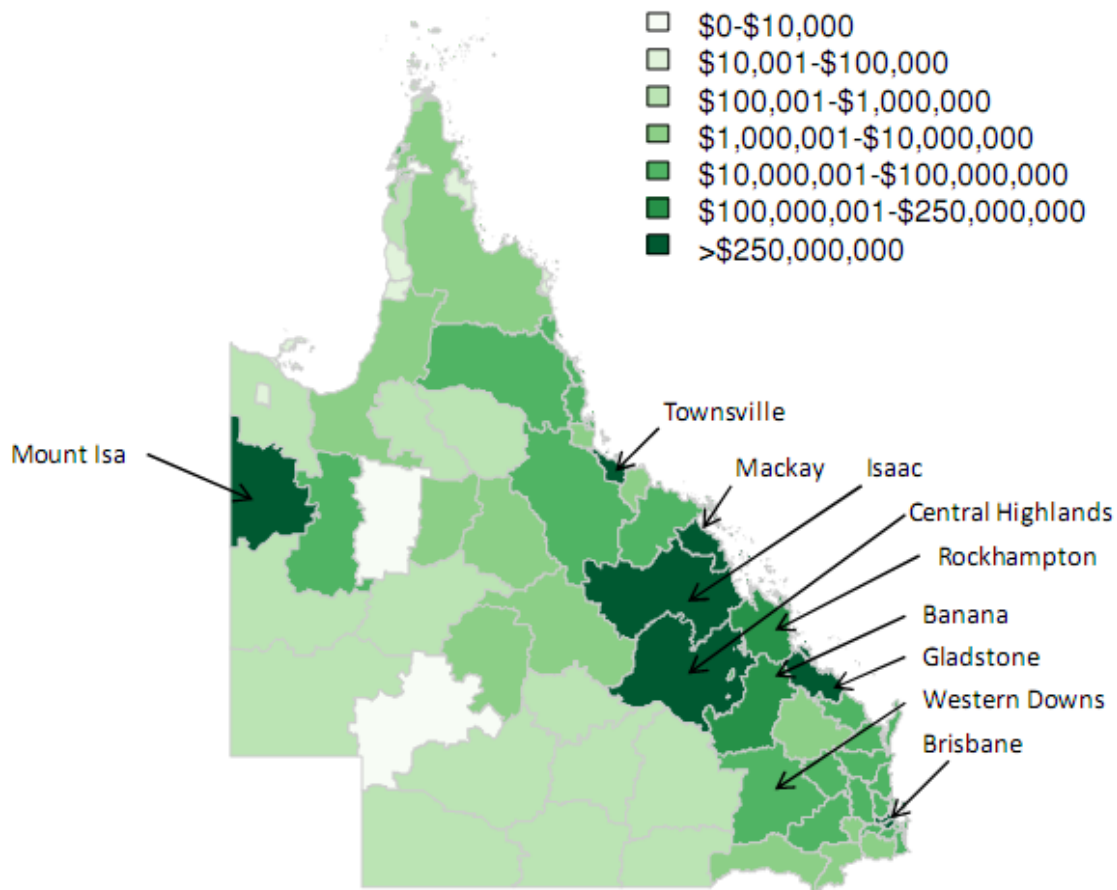 $0-$10,000
$10,001-$100,000
$100,001-$1,000,000
$1,000,001-$10,000,000
$10,000,001-$100,000,000
$100,000,001-$250,000,000
>$250,000,000
Townsville
Mount Isa
Mackay
Isaac
Central Highlands
Rockhampton
Banana
Gladstone
Western Downs
Brisbane